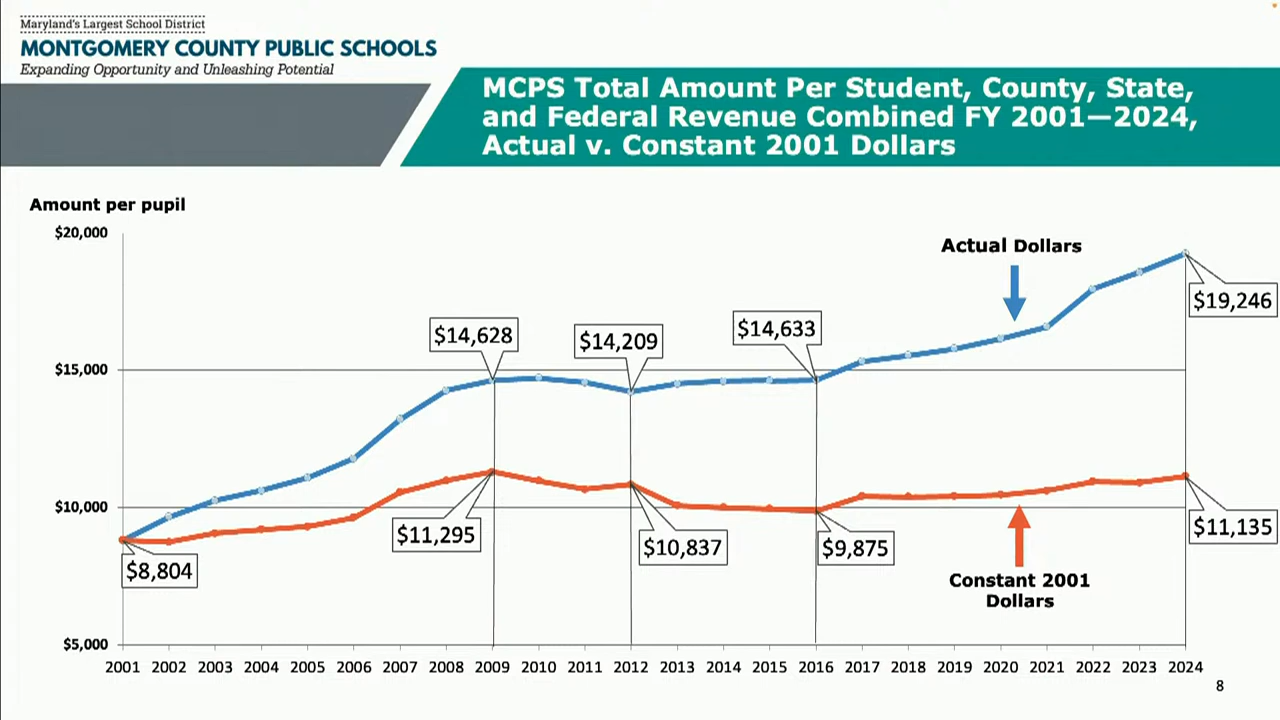 Maryland's Largest School District
MONTGOMERY COUNTY PUBLIC SCHOOLS
Expanding Opportunity and Unleashing Potential
MCPS Total Amount Per Student, County, State,
and Federal Revenue Combined FY 2001—2024,
Actual v. Constant 2001 Dollars
Amount per pupil
$20,000
$15,000
$10,000
$5,000
Actual Dollars
$19,246
$14,628
$14,209
$14,633
$11,295
$10,837
$9,875
$11,135
$8,804
Constant 2001
Dollars
2001 2002 2003 2004 2005 2006 2007 2008 2009 2010 2011 2012 2013 2014 2015 2016 2017 2018 2019 2020 2021 2022 2023 2024
8